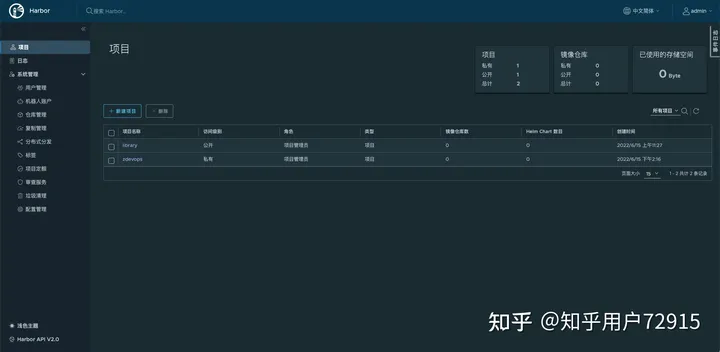 Harbor
搜索 Harbor...
中文简体
admin
项目
日志
系统管理
用户管理
机器人账户
仓库管理
复制管理
分布式分发
标签
项目定额
审查服务
垃圾清理
配置管理
浅色主题
Harbor API V2.0
项目
项目
私有 1
公开 1
总计 2
镜像仓库
私有 0
公开 0
总计 0
已使用的存储空间
0 Byte
事件日志
+ 新建项目
× 删除
所有项目
项目名称 访问级别 角色 类型 镜像仓库数 Helm Chart 数目 创建时间
library 公开 项目管理员 项目 0 0 2022/6/15 上午11:27
zdevops 私有 项目管理员 项目 0 0 2022/6/15 下午2:16
页面大小 15 1 - 2 共计 2 条记录
知乎 @知乎用户72915